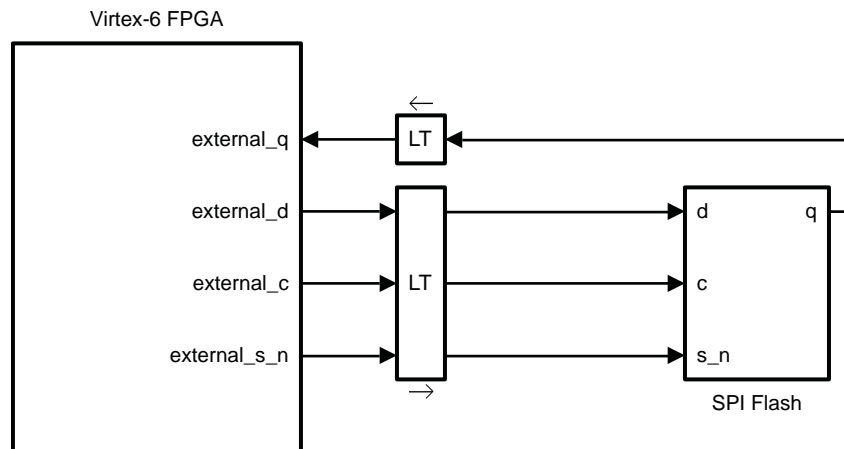 Virtex-6 FPGA
external_q
LT
external_d
d
q
external_c
LT
c
external_s_n
s_n
SPI Flash